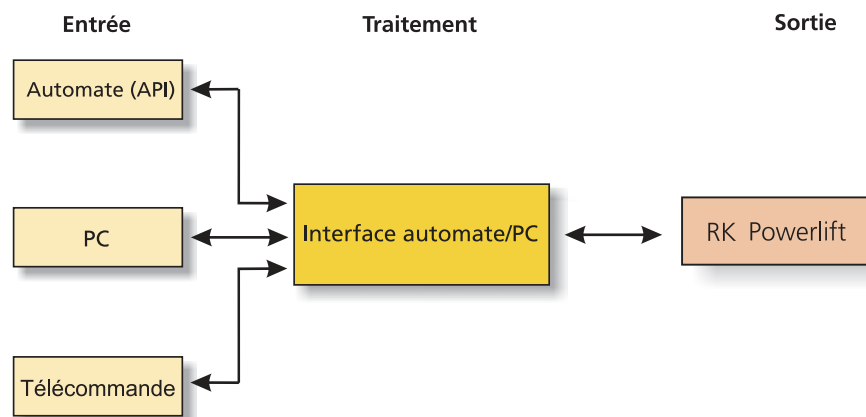 Entrée
Traitement
Sortie
Automate (API)
PC
Interface automate/PC
RK Powerlift
Télécommande